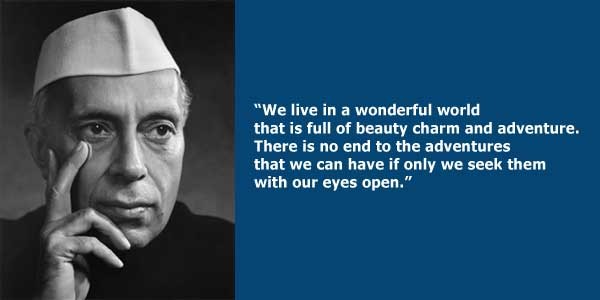 “We live in a wonderful world
that is full of beauty charm and adventure.
There is no end to the adventures
that we can have if only we seek them
with our eyes open.”